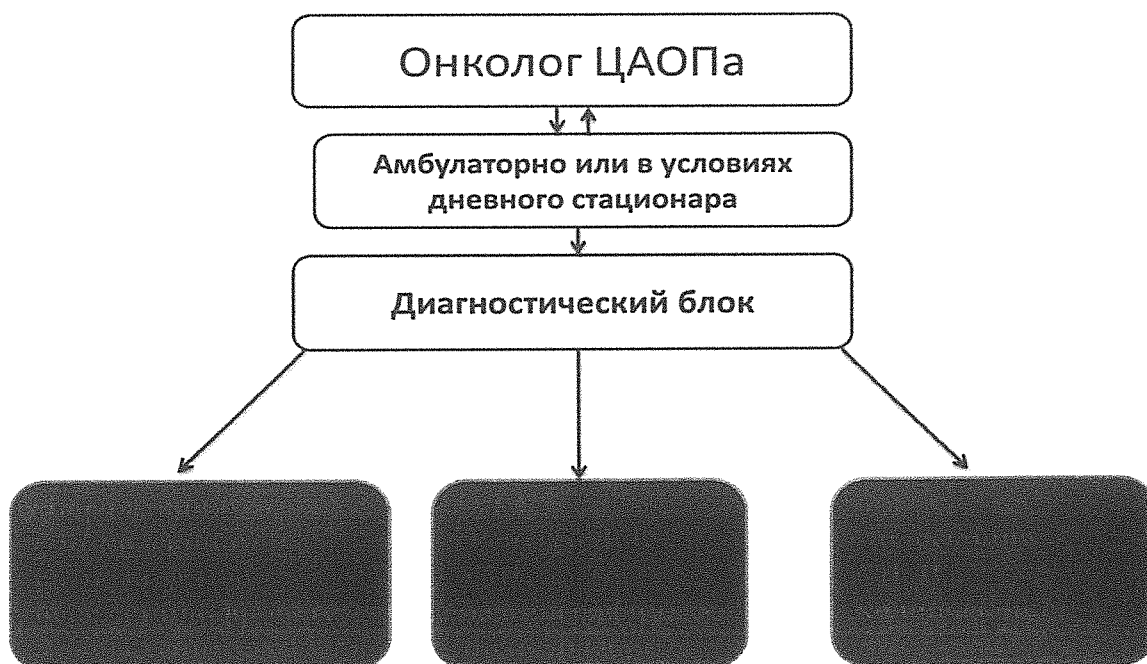 Онколог ЦАОПа
Амбулаторно или в условиях
дневного стационара
Диагностический блок